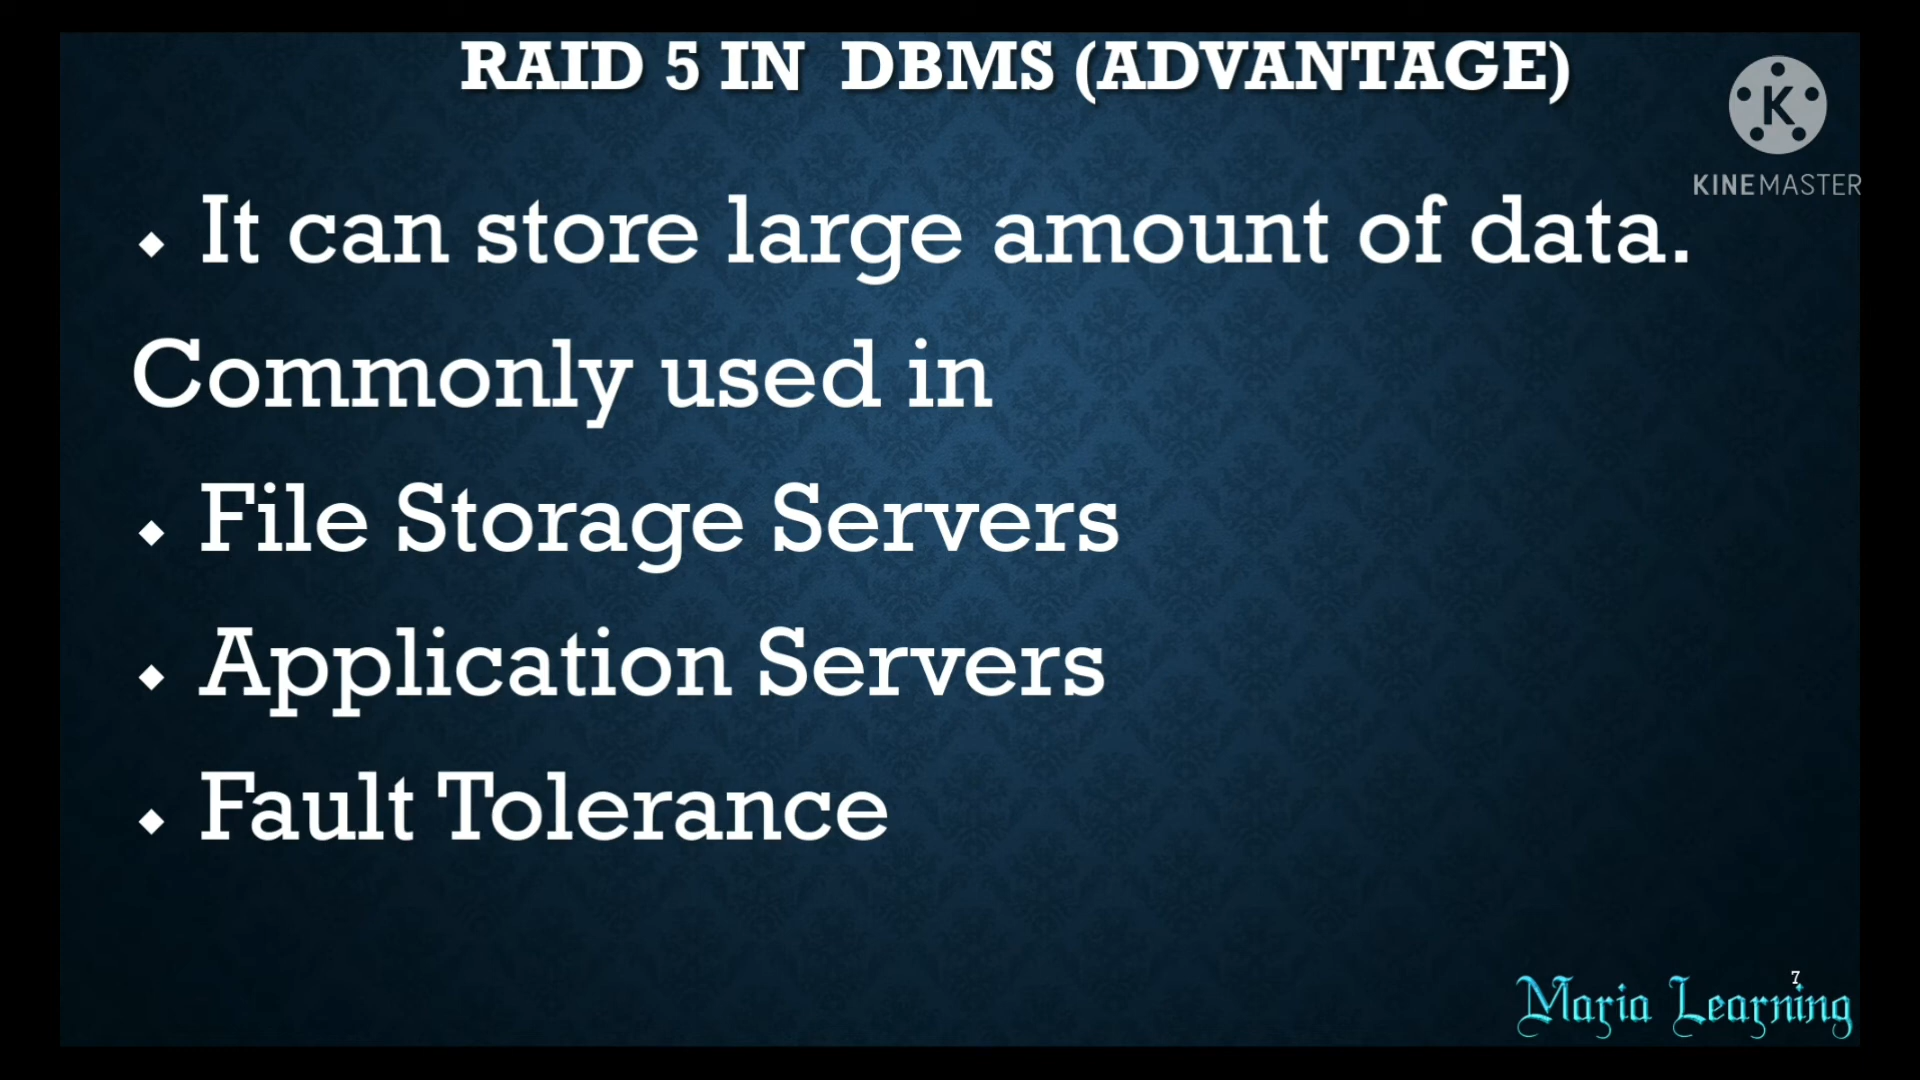 RAID 5 IN DBMS (ADVANTAGE)
K
KINEMASTER
It can store large amount of data.
Commonly used in
File Storage Servers
Application Servers
Fault Tolerance
7
Maria Learning